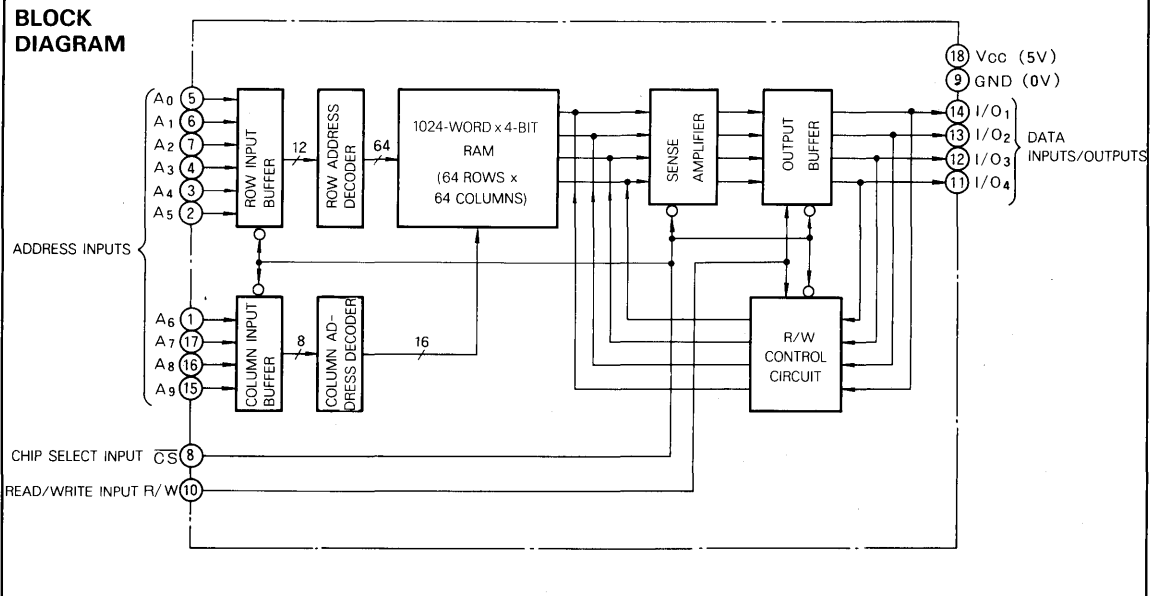 BLOCK
DIAGRAM
18 Vcc (5V)
9 GND (0V)
14 I/O1
13 I/O2
12 I/O3
11 I/O4
DATA
INPUTS/OUTPUTS
ADDRESS INPUTS
A0 5
A1 6
A2 7
A3 4
A4 3
A5 2
A6 1
A7 17
A8 16
A9 15
ROW INPUT
BUFFER
12
ROW ADDRESS
DECODER
64
1024-WORD x 4-BIT
RAM
(64 ROWS x
64 COLUMNS)
SENSE
AMPLIFIER
OUTPUT
BUFFER
COLUMN INPUT
BUFFER
8
COLUMN AD-
DRESS DECODER
16
R/W
CONTROL
CIRCUIT
CHIP SELECT INPUT C̅S̅ 8
READ/WRITE INPUT R/W 10